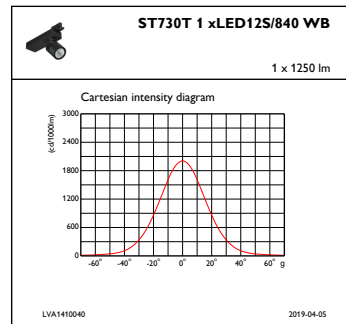 ST730T 1 xLED12S/840 WB
1 x 1250 lm
Cartesian intensity diagram
(cd/1000lm)
3000
2400
1800
1200
600
-60° -40° -20° 0° 20° 40° 60° g
LVA1410040 2019-04-05